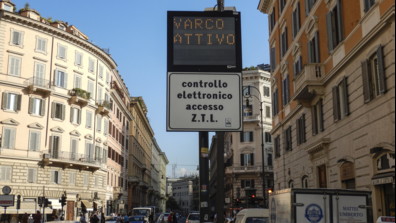 VARCO
ATTIVO
controllo
elettronico
accesso
Z.T.L.